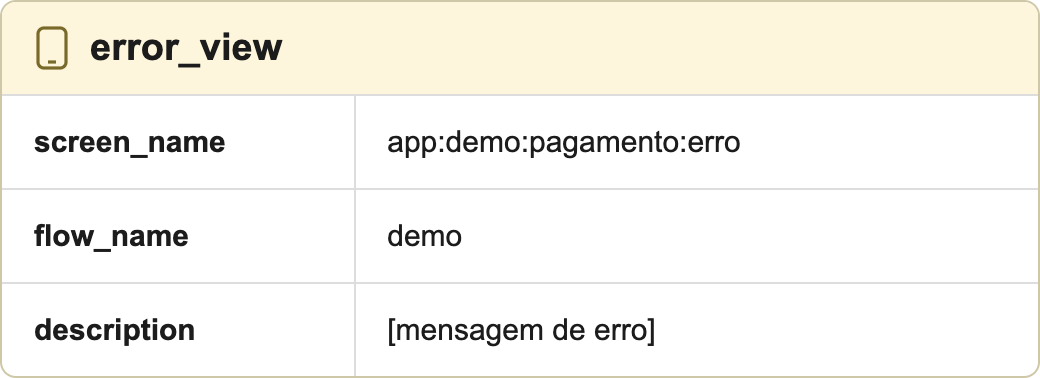 error_view
screen_name app:demo:pagamento:erro
flow_name demo
description [mensagem de erro]